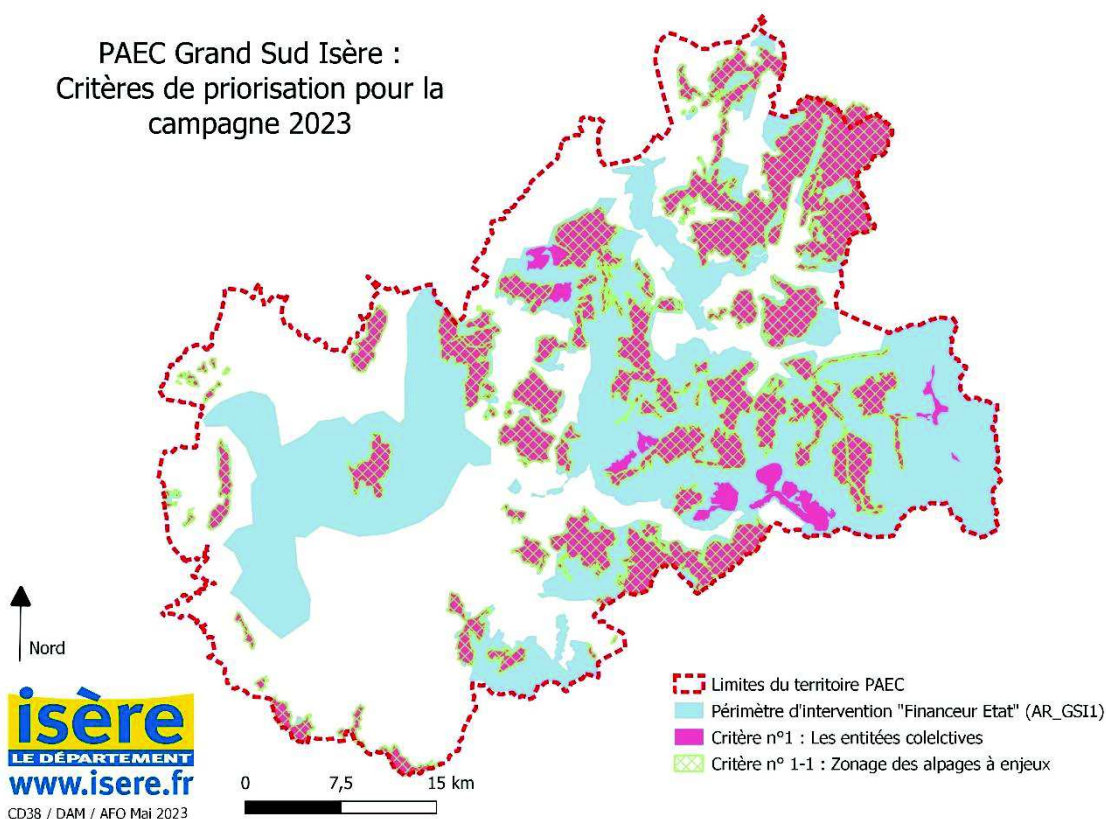 PAEC Grand Sud Isère :
Critères de priorisation pour la
campagne 2023
Nord
isère
LE DÉPARTEMENT
www.isere.fr
CD38 / DAM / AFO Mai 2023
0 7,5 15 km
Limites du territoire PAEC
Périmètre d'intervention "Financeur Etat" (AR_GSI1)
Critère n°1 : Les entitées colelctives
Critère n° 1-1 : Zonage des alpages à enjeux